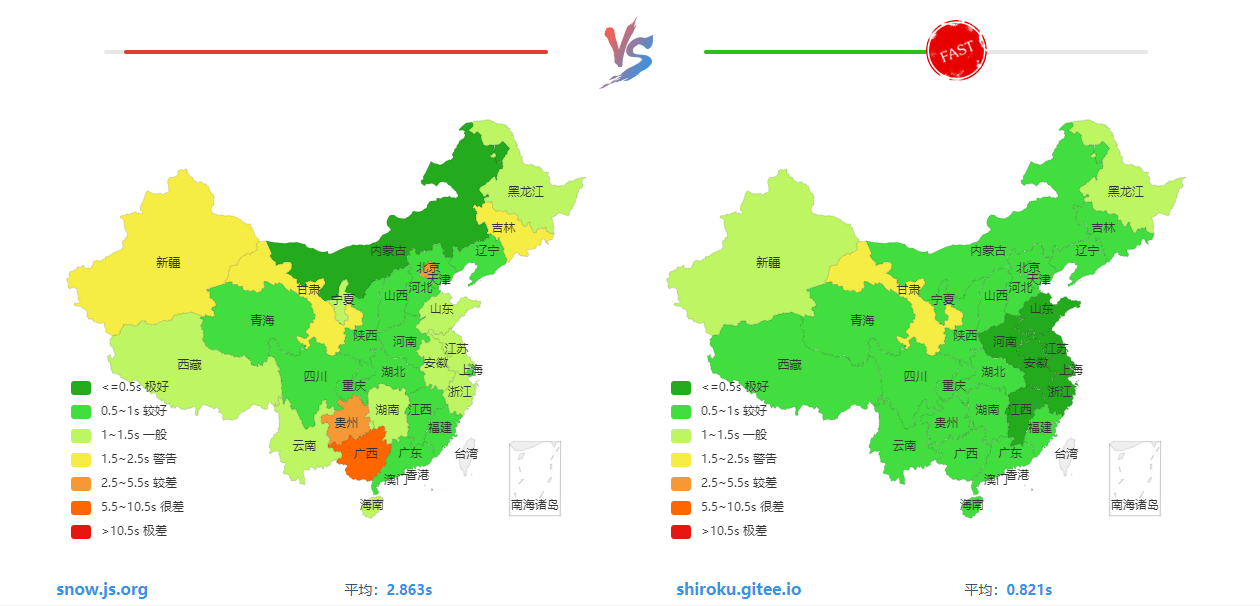 VS
FAST
黑龙江
吉林
辽宁
内蒙古
新疆
北京
天津
甘肃
河北
宁夏
山西
山东
青海
陕西
河南
江苏
西藏
安徽
上海
四川
湖北
重庆
浙江
湖南
江西
贵州
福建
云南
广西
广东
台湾
香港
澳门
海南
南海诸岛
<=0.5s 极好
0.5~1s 较好
1~1.5s 一般
1.5~2.5s 警告
2.5~5.5s 较差
5.5~10.5s 很差
>10.5s 极差
snow.js.org
平均：2.863s
黑龙江
吉林
辽宁
内蒙古
新疆
北京
天津
甘肃
河北
宁夏
山西
山东
青海
陕西
河南
江苏
西藏
安徽
上海
四川
湖北
重庆
浙江
湖南
江西
贵州
福建
云南
广西
广东
台湾
香港
澳门
海南
南海诸岛
<=0.5s 极好
0.5~1s 较好
1~1.5s 一般
1.5~2.5s 警告
2.5~5.5s 较差
5.5~10.5s 很差
>10.5s 极差
shiroku.gitee.io
平均：0.821s